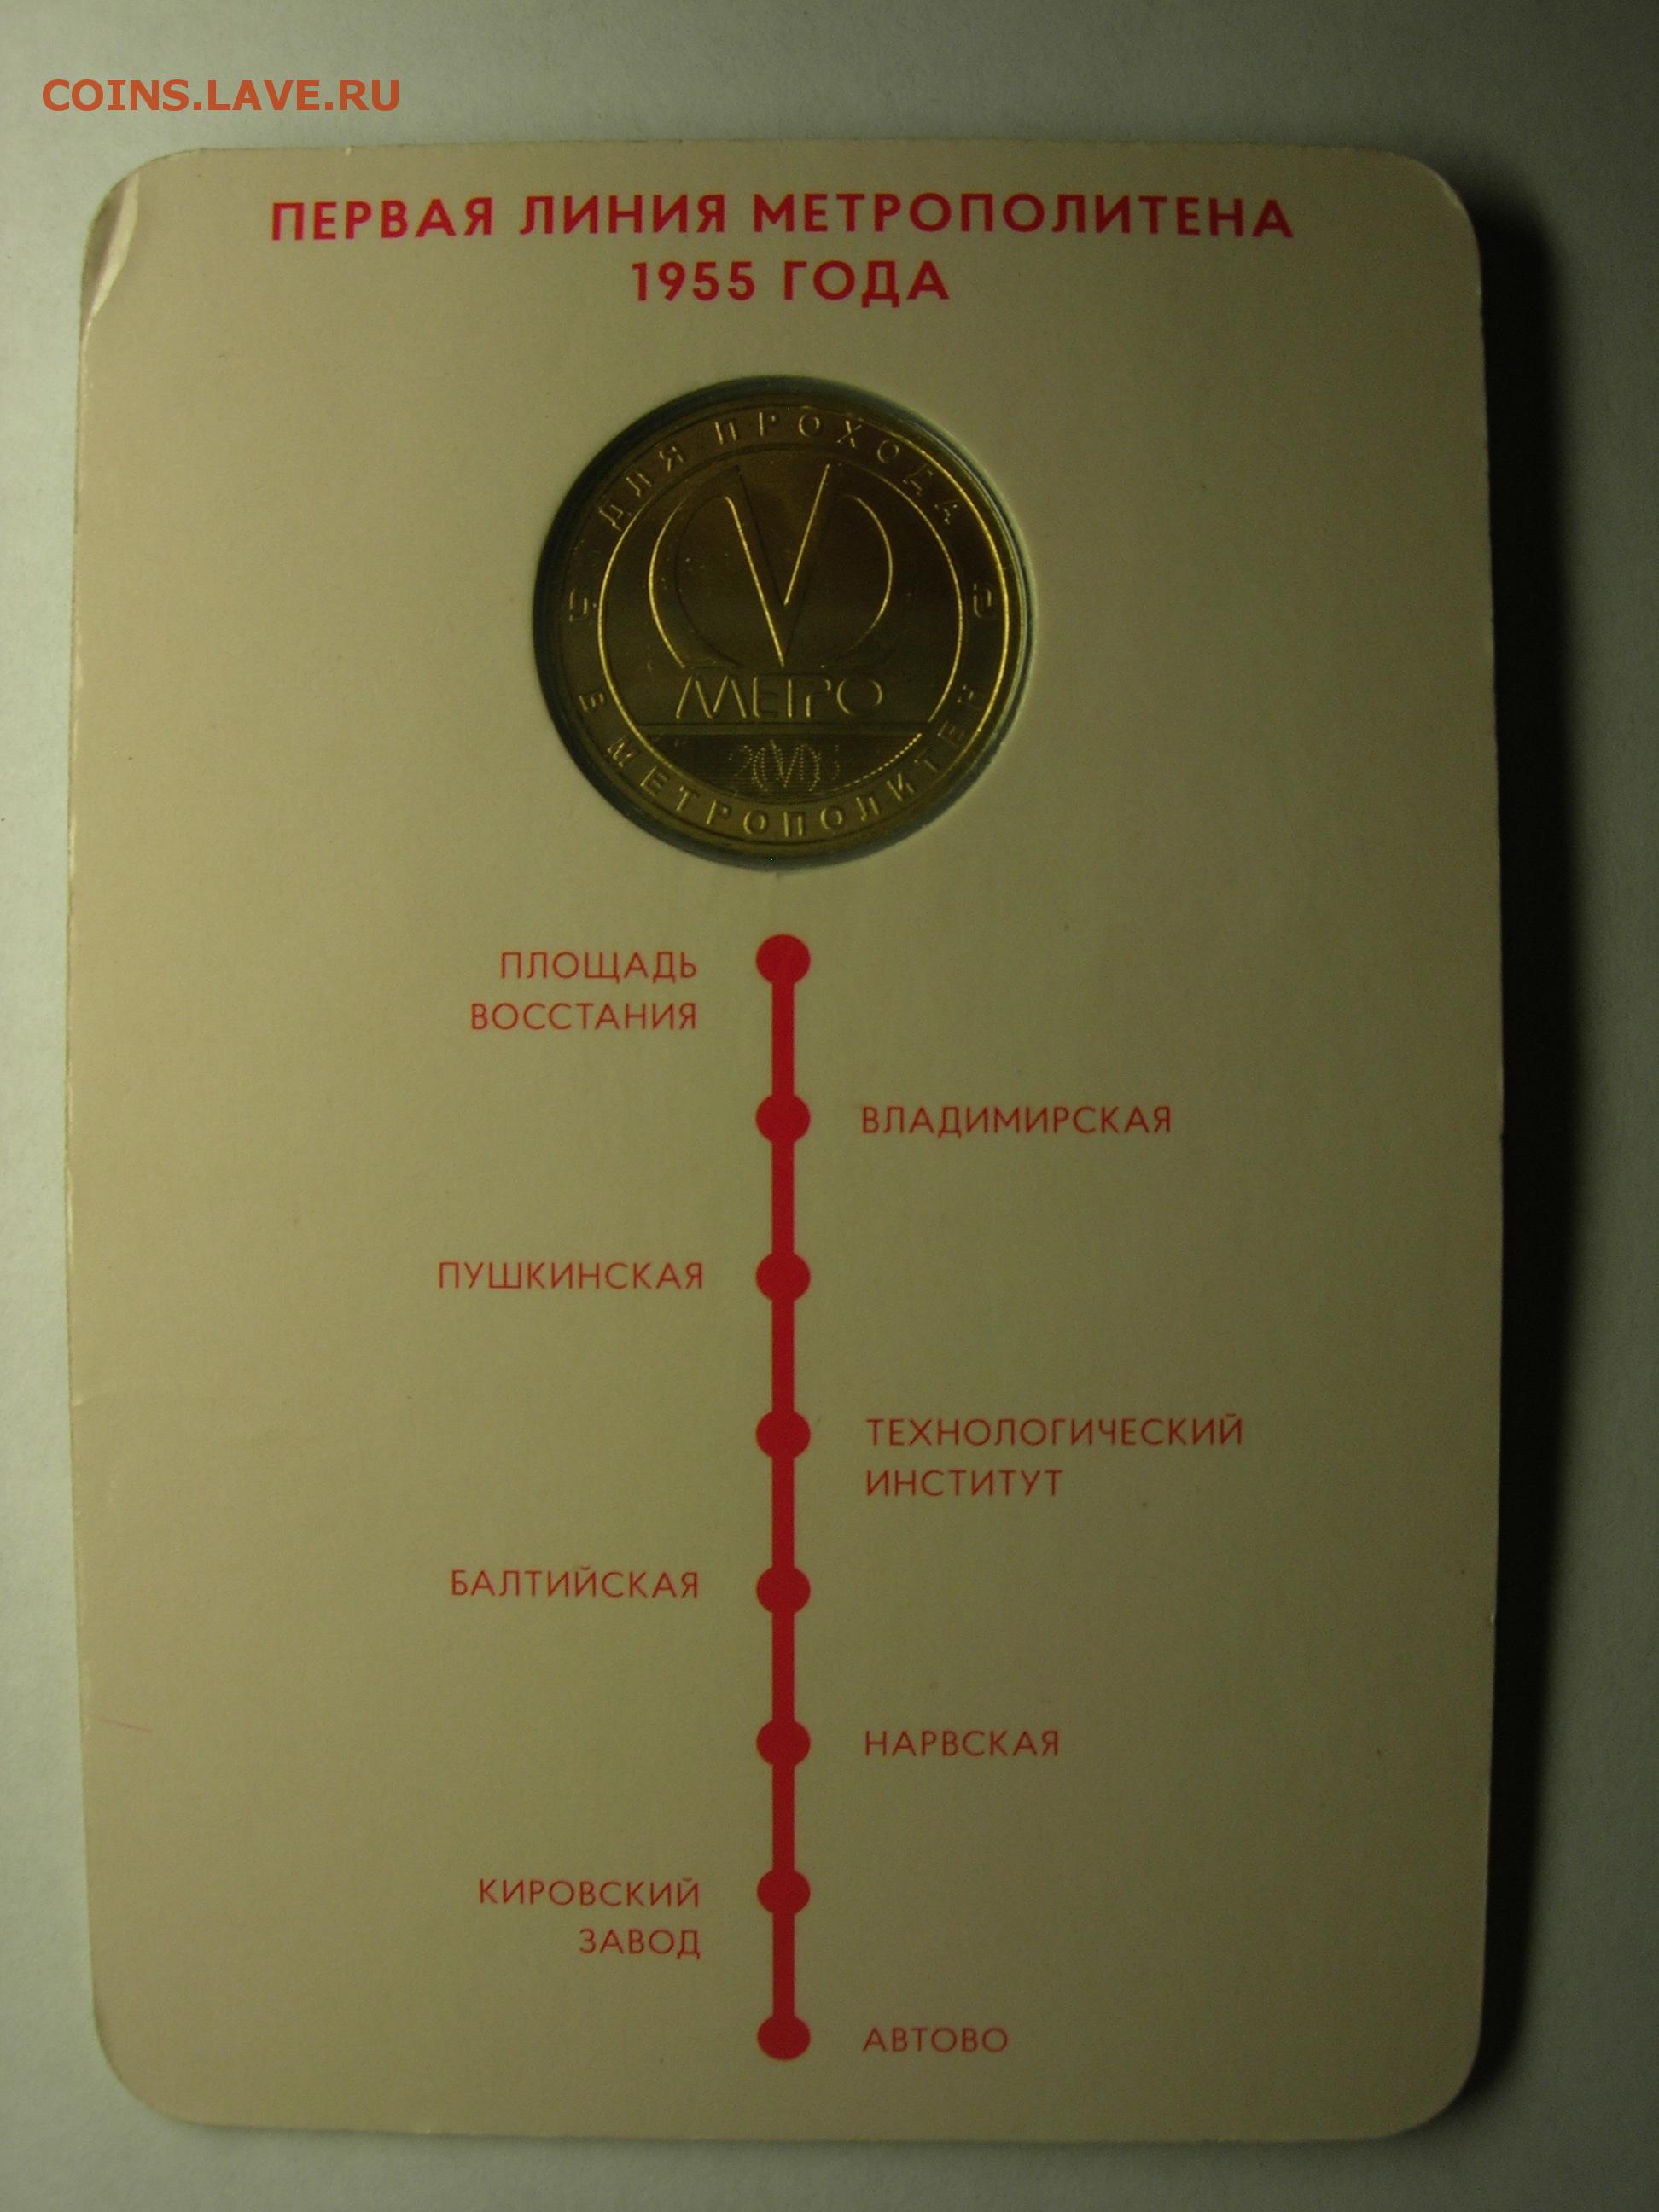 COINS.LAVE.RU
ПЕРВАЯ ЛИНИЯ МЕТРОПОЛИТЕНА
1955 ГОДА
ДЛЯ ПРОХОДА
В МЕТРОПОЛИТЕН
МЕТРО
ПЛОЩАДЬ
ВОССТАНИЯ
ВЛАДИМИРСКАЯ
ПУШКИНСКАЯ
ТЕХНОЛОГИЧЕСКИЙ
ИНСТИТУТ
БАЛТИЙСКАЯ
НАРВСКАЯ
КИРОВСКИЙ
ЗАВОД
АВТОВО